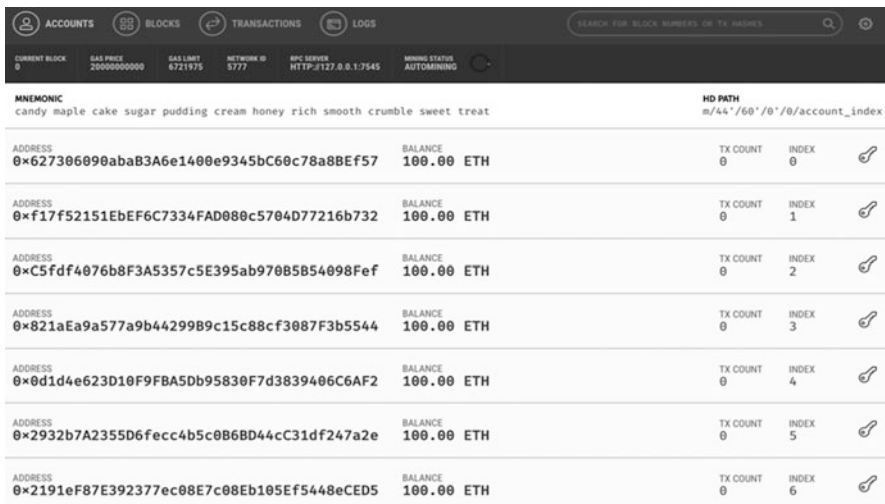 ACCOUNTS BLOCKS TRANSACTIONS LOGS SEARCH FOR BLOCK NUMBERS OR TX HASHES
CURRENT BLOCK GAS PRICE GAS LIMIT NETWORK ID RPC SERVER MINING STATUS
0 20000000000 6721975 5777 HTTP://127.0.0.1:7545 AUTOMINING
MNEMONIC HD PATH
candy maple cake sugar pudding cream honey rich smooth crumble sweet treat m/44'/60'/0'/0/account_index
ADDRESS BALANCE TX COUNT INDEX
0×627306090abaB3A6e1400e9345bC60c78a8BEf57 100.00 ETH 0 0
ADDRESS BALANCE TX COUNT INDEX
0×f17f52151EbEF6C7334FAD080c5704D77216b732 100.00 ETH 0 1
ADDRESS BALANCE TX COUNT INDEX
0×C5fdf4076b8F3A5357c5E395ab970B5B54098Fef 100.00 ETH 0 2
ADDRESS BALANCE TX COUNT INDEX
0×821aEa9a577a9b44299B9c15c88cf3087F3b5544 100.00 ETH 0 3
ADDRESS BALANCE TX COUNT INDEX
0×0d1d4e623D10F9FBA5Db95830F7d3839406C6AF2 100.00 ETH 0 4
ADDRESS BALANCE TX COUNT INDEX
0×2932b7A2355D6fecc4b5c0B6BD44cC31df247a2e 100.00 ETH 0 5
ADDRESS BALANCE TX COUNT INDEX
0×2191eF87E392377ec08E7c08Eb105Ef5448eCED5 100.00 ETH 0 6